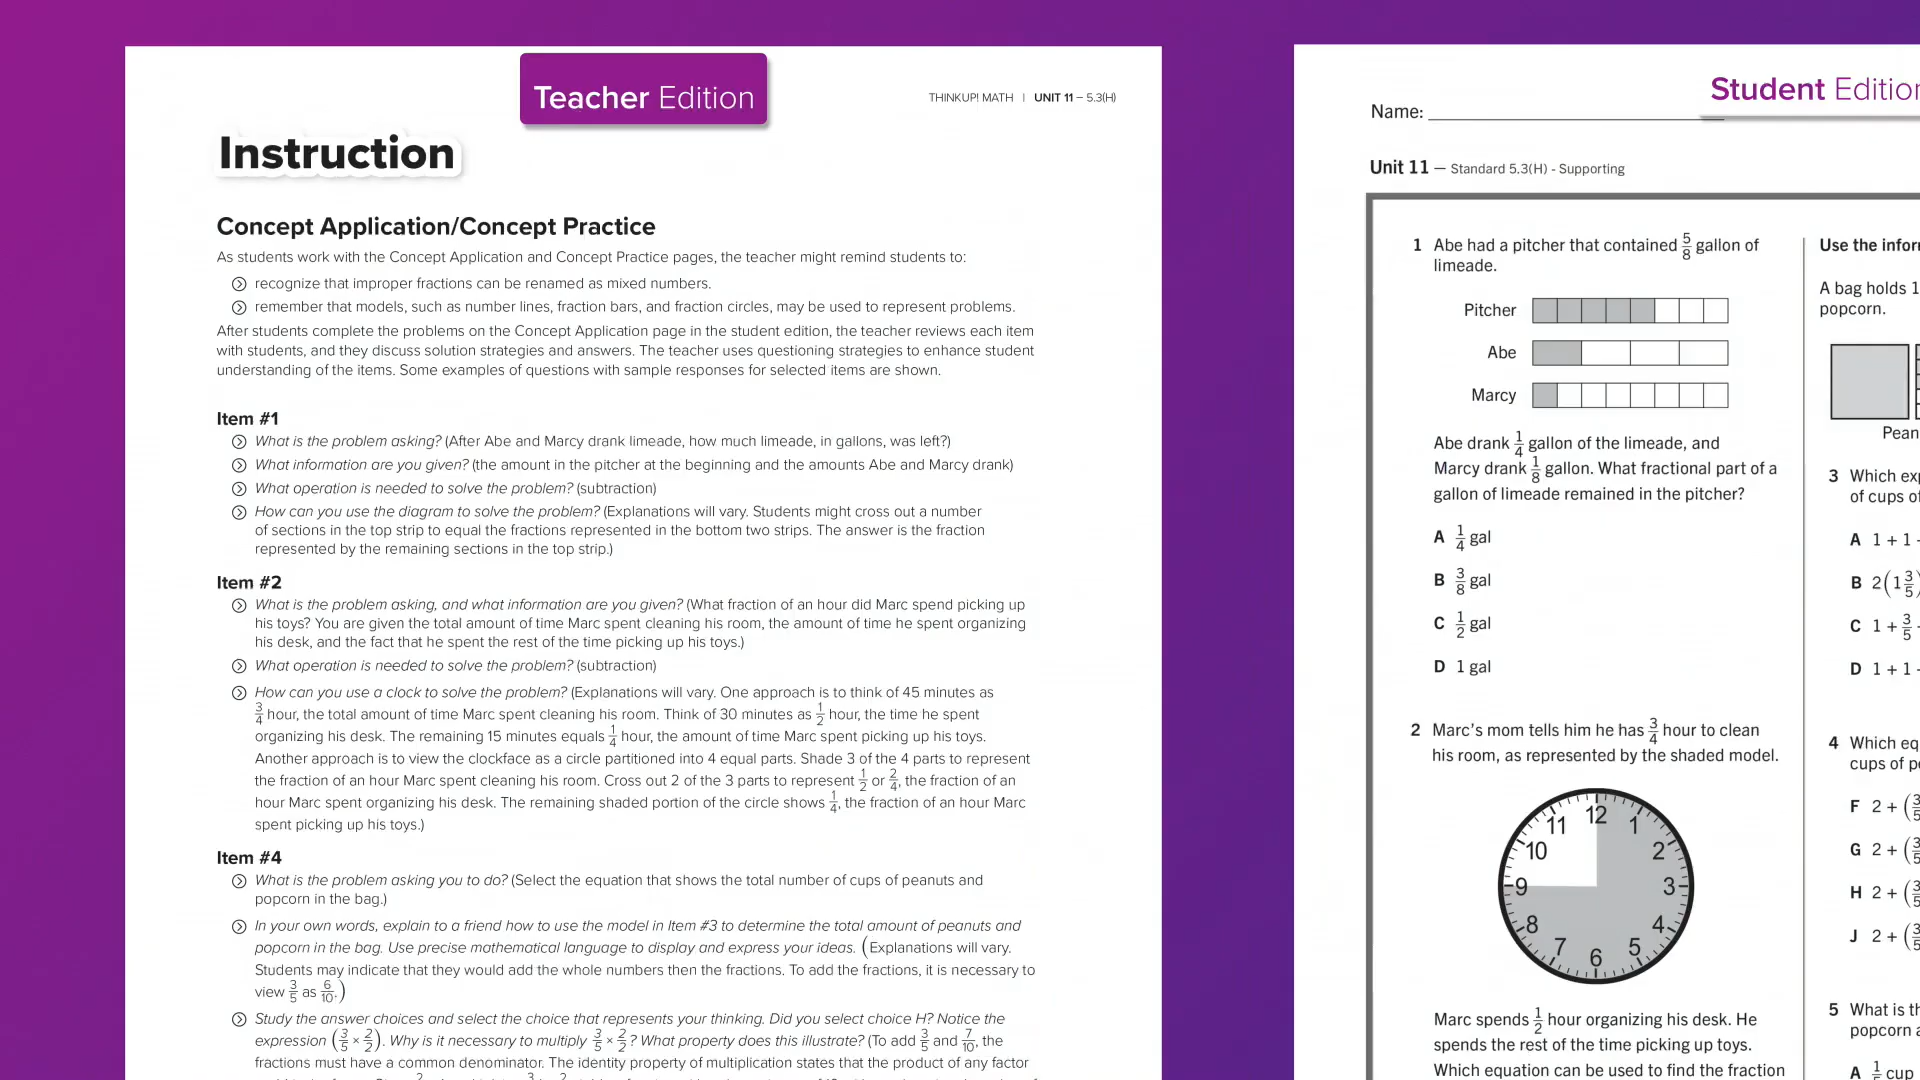 Teacher Edition
THINKUP! MATH | UNIT 11 – 5.3(H)
Instruction
Concept Application/Concept Practice
As students work with the Concept Application and Concept Practice pages, the teacher might remind students to:
recognize that improper fractions can be renamed as mixed numbers.
remember that models, such as number lines, fraction bars, and fraction circles, may be used to represent problems.
After students complete the problems on the Concept Application page in the student edition, the teacher reviews each item
with students, and they discuss solution strategies and answers. The teacher uses questioning strategies to enhance student
understanding of the items. Some examples of questions with sample responses for selected items are shown.
Item #1
What is the problem asking? (After Abe and Marcy drank limeade, how much limeade, in gallons, was left?)
What information are you given? (the amount in the pitcher at the beginning and the amounts Abe and Marcy drank)
What operation is needed to solve the problem? (subtraction)
How can you use the diagram to solve the problem? (Explanations will vary. Students might cross out a number
of sections in the top strip to equal the fractions represented in the bottom two strips. The answer is the fraction
represented by the remaining sections in the top strip.)
Item #2
What is the problem asking, and what information are you given? (What fraction of an hour did Marc spend picking up
his toys? You are given the total amount of time Marc spent cleaning his room, the amount of time he spent organizing
his desk, and the fact that he spent the rest of the time picking up his toys.)
What operation is needed to solve the problem? (subtraction)
How can you use a clock to solve the problem? (Explanations will vary. One approach is to think of 45 minutes as
3/4 hour, the total amount of time Marc spent cleaning his room. Think of 30 minutes as 1/2 hour, the time he spent
organizing his desk. The remaining 15 minutes equals 1/4 hour, the amount of time Marc spent picking up his toys.
Another approach is to view the clockface as a circle partitioned into 4 equal parts. Shade 3 of the 4 parts to represent
the fraction of an hour Marc spent cleaning his room. Cross out 2 of the 3 parts to represent 1/2 or 2/4, the fraction of an
hour Marc spent organizing his desk. The remaining shaded portion of the circle shows 1/4, the fraction of an hour Marc
spent picking up his toys.)
Item #4
What is the problem asking you to do? (Select the equation that shows the total number of cups of peanuts and
popcorn in the bag.)
In your own words, explain to a friend how to use the model in Item #3 to determine the total amount of peanuts and
popcorn in the bag. Use precise mathematical language to display and express your ideas. (Explanations will vary.
Students may indicate that they would add the whole numbers then the fractions. To add the fractions, it is necessary to
view 3/5 as 6/10.)
Study the answer choices and select the choice that represents your thinking. Did you select choice H? Notice the
expression (3/5 × 2/2). Why is it necessary to multiply 3/5 × 2/2? What property does this illustrate? (To add 3/5 and 7/10, the
fractions must have a common denominator. The identity property of multiplication states that the product of any factor
Student Edition
Name:
Unit 11 – Standard 5.3(H) - Supporting
1 Abe had a pitcher that contained 5/8 gallon of
limeade.
Pitcher
Abe
Marcy
Abe drank 1/4 gallon of the limeade, and
Marcy drank 1/8 gallon. What fractional part of a
gallon of limeade remained in the pitcher?
A 1/4 gal
B 3/8 gal
C 1/2 gal
D 1 gal
2 Marc's mom tells him he has 3/4 hour to clean
his room, as represented by the shaded model.
12
1
2
3
4
5
6
7
8
9
10
11
Marc spends 1/2 hour organizing his desk. He
spends the rest of the time picking up toys.
Which equation can be used to find the fraction
Use the
A bag holds 1
popcorn.
3 Which
of cups
A 1 + 1
B 2(1 3/5)
C 1 + 3/5
D 1 + 1
4 Which
cups of
F 2 + (3/5
G 2 + (3/5
H 2 + (3/5
J 2 + (3/5
5 What is
popcorn
A cup